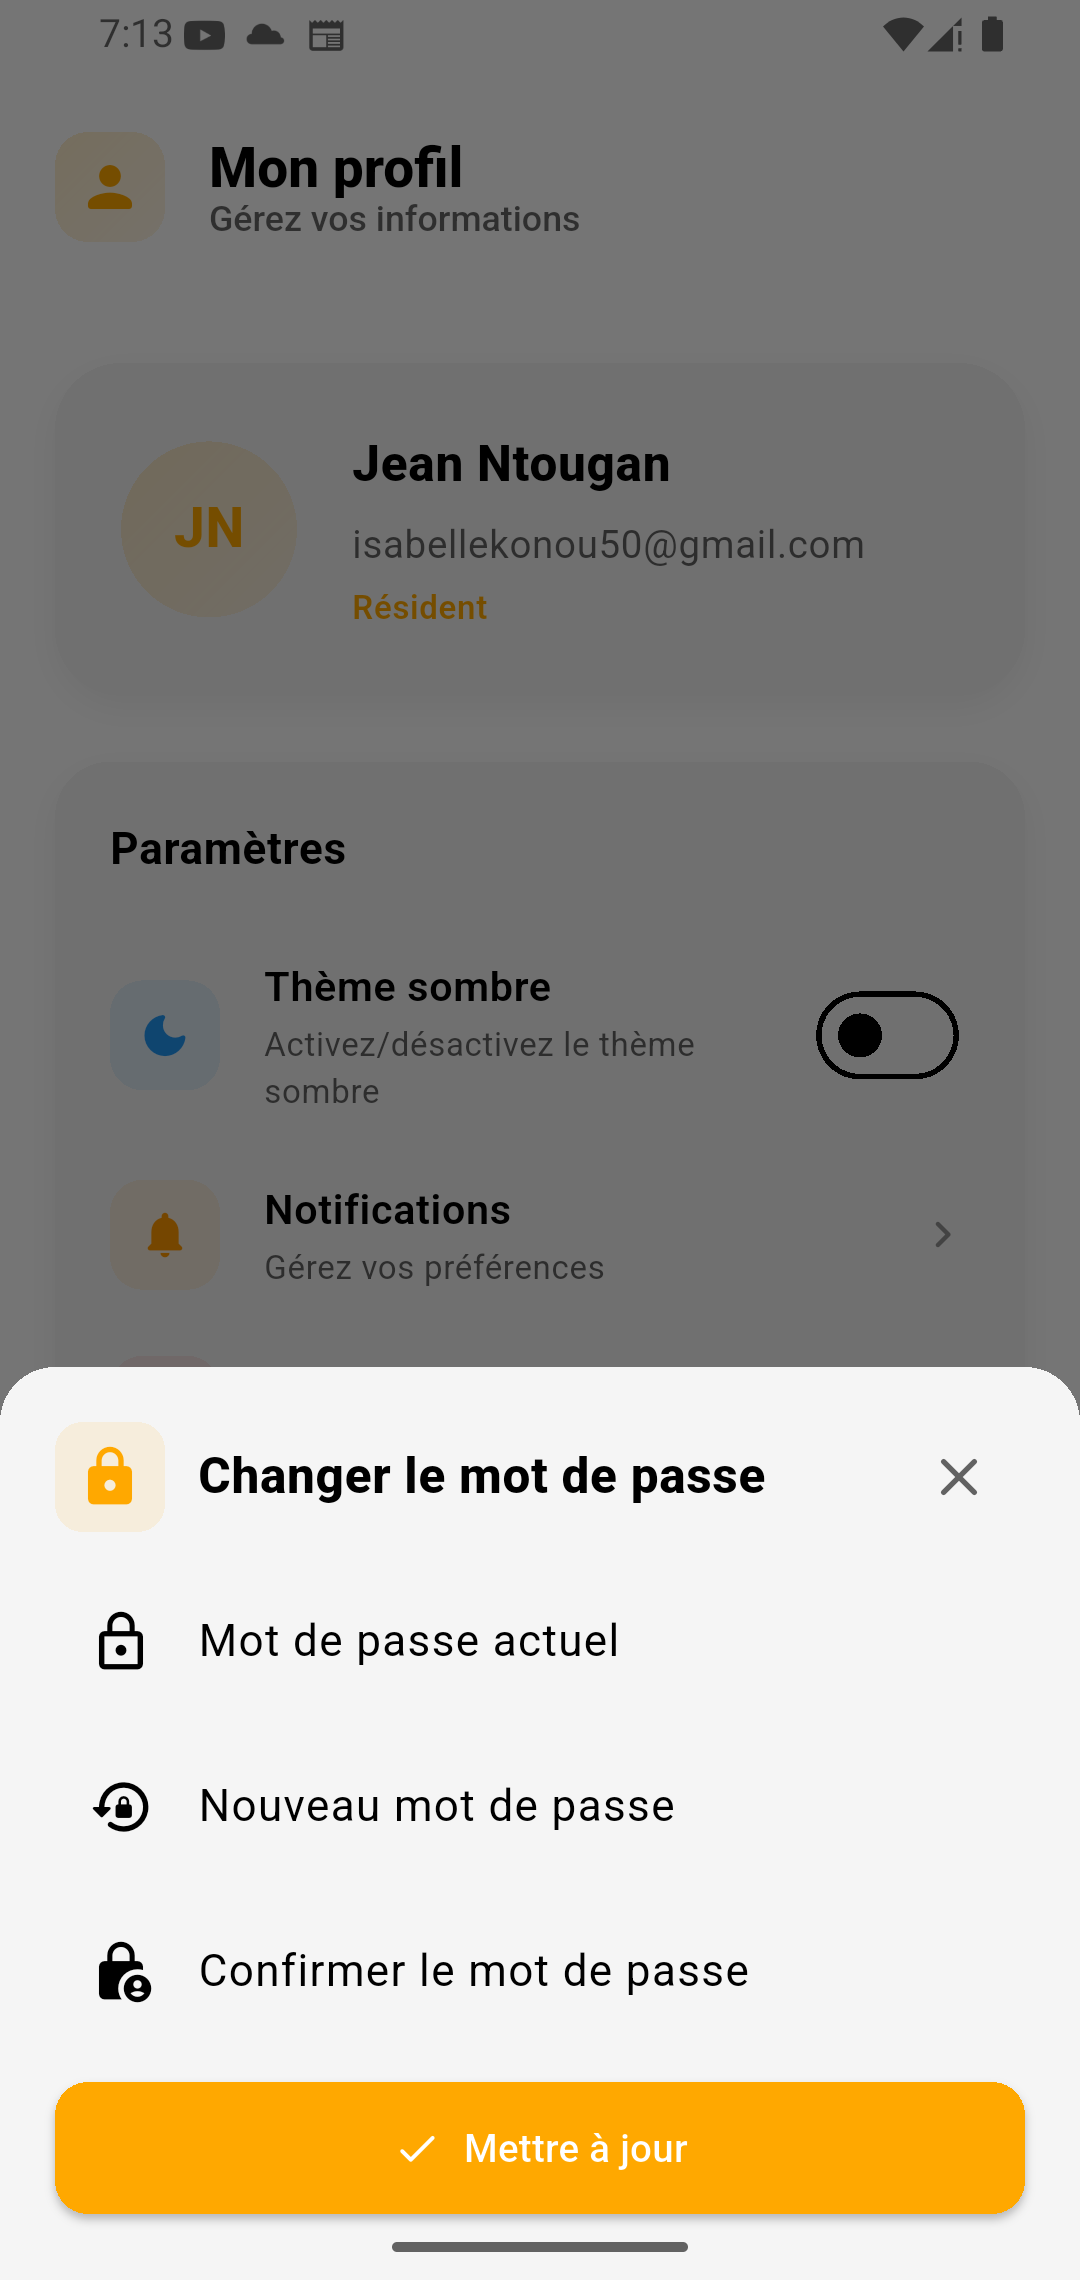 7:13
Mon profil
Gérez vos informations
JN
Jean Ntougan
isabellekonou50@gmail.com
Résident
Paramètres
Thème sombre
Activez/désactivez le thème
sombre
Notifications
Gérez vos préférences
Changer le mot de passe
Mot de passe actuel
Nouveau mot de passe
Confirmer le mot de passe
Mettre à jour